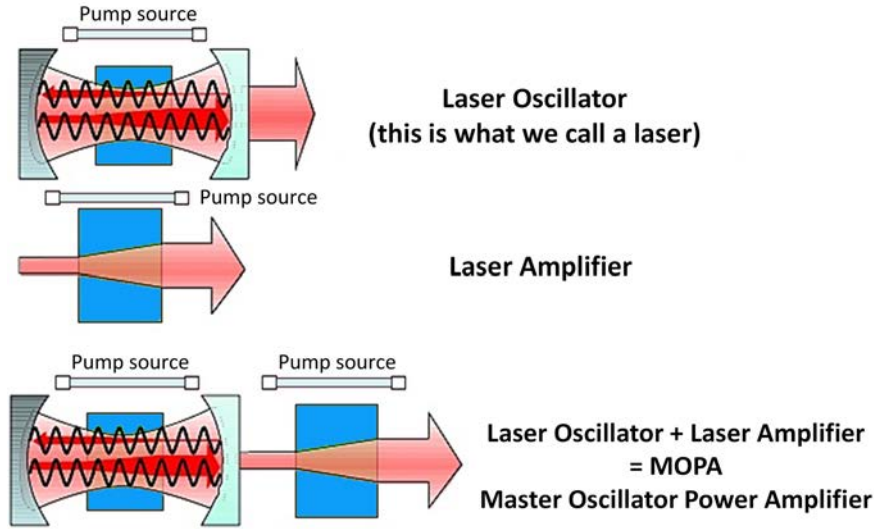 Pump source
Laser Oscillator
(this is what we call a laser)
Pump source
Laser Amplifier
Pump source
Pump source
Laser Oscillator + Laser Amplifier
= MOPA
Master Oscillator Power Amplifier